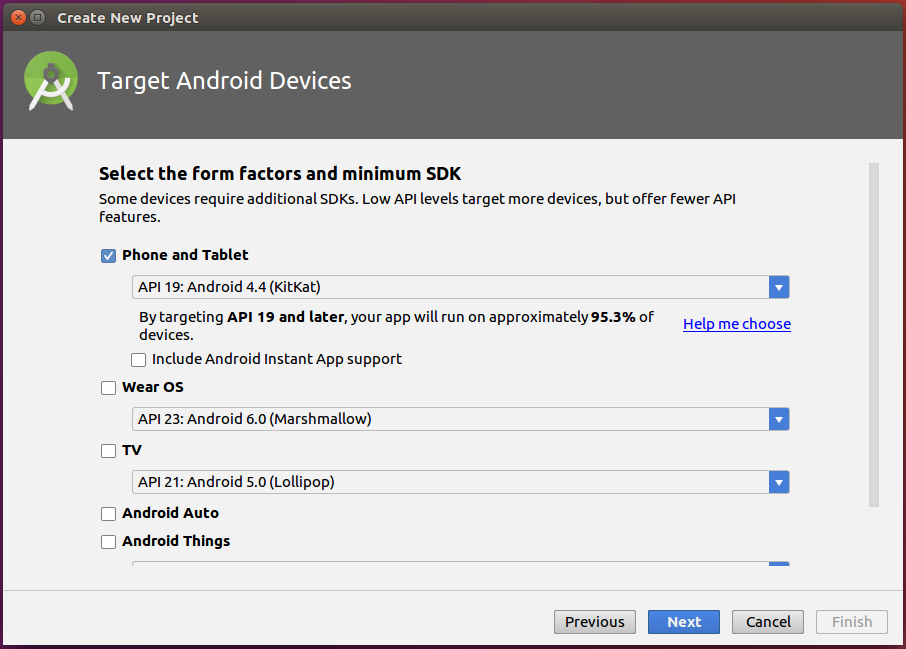 Create New Project
Target Android Devices
Select the form factors and minimum SDK
Some devices require additional SDKs. Low API levels target more devices, but offer fewer API
features.
Phone and Tablet
API 19: Android 4.4 (KitKat)
By targeting API 19 and later, your app will run on approximately 95.3% of
devices.
Help me choose
Include Android Instant App support
Wear OS
API 23: Android 6.0 (Marshmallow)
TV
API 21: Android 5.0 (Lollipop)
Android Auto
Android Things
Previous
Next
Cancel
Finish